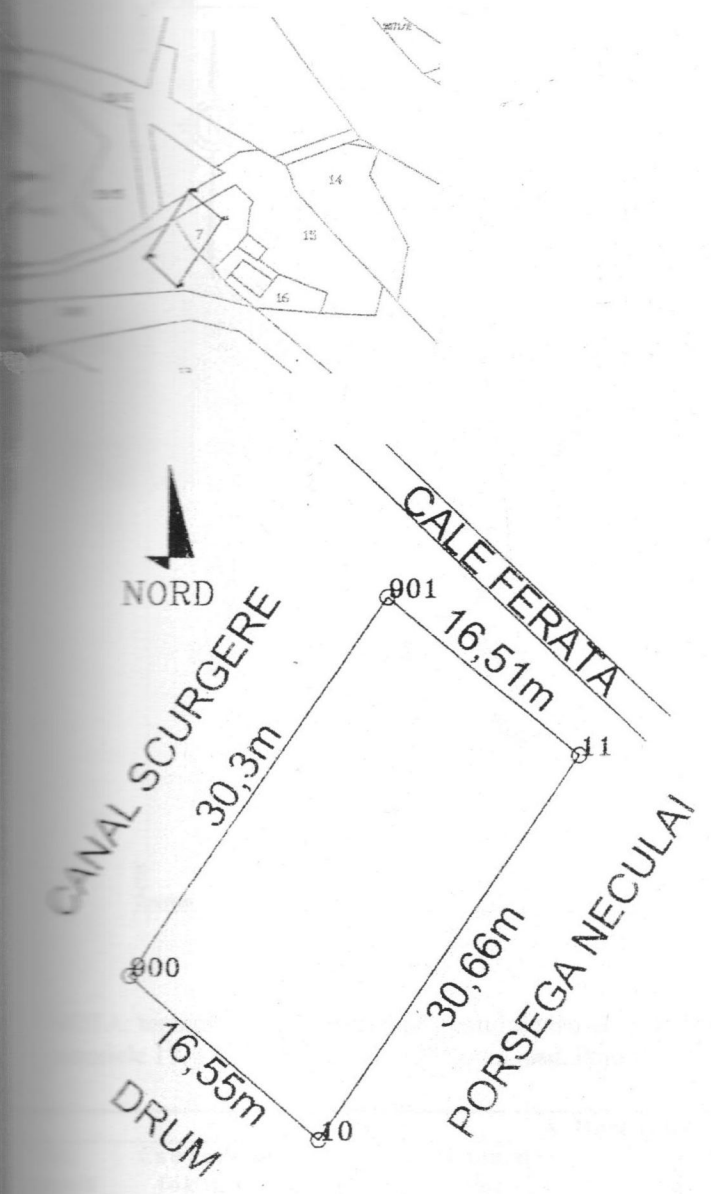 14
7
15
16
NORD
CALE FERATA
901
16,51m
CANAL SCURGERE
30,3m
11
PORSEGA NECULAI
30,66m
900
16,55m
DRUM
10